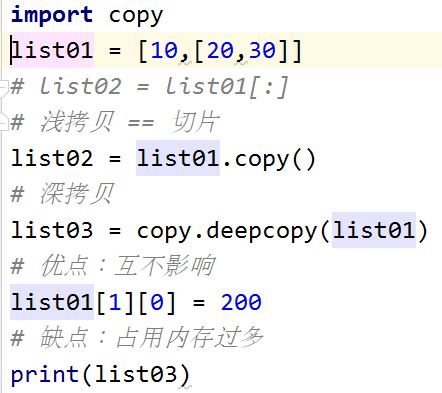 import copy
list01 = [10,[20,30]]
# list02 = list01[:]
# 浅拷贝 == 切片
list02 = list01.copy()
# 深拷贝
list03 = copy.deepcopy(list01)
# 优点：互不影响
list01[1][0] = 200
# 缺点：占用内存过多
print(list03)